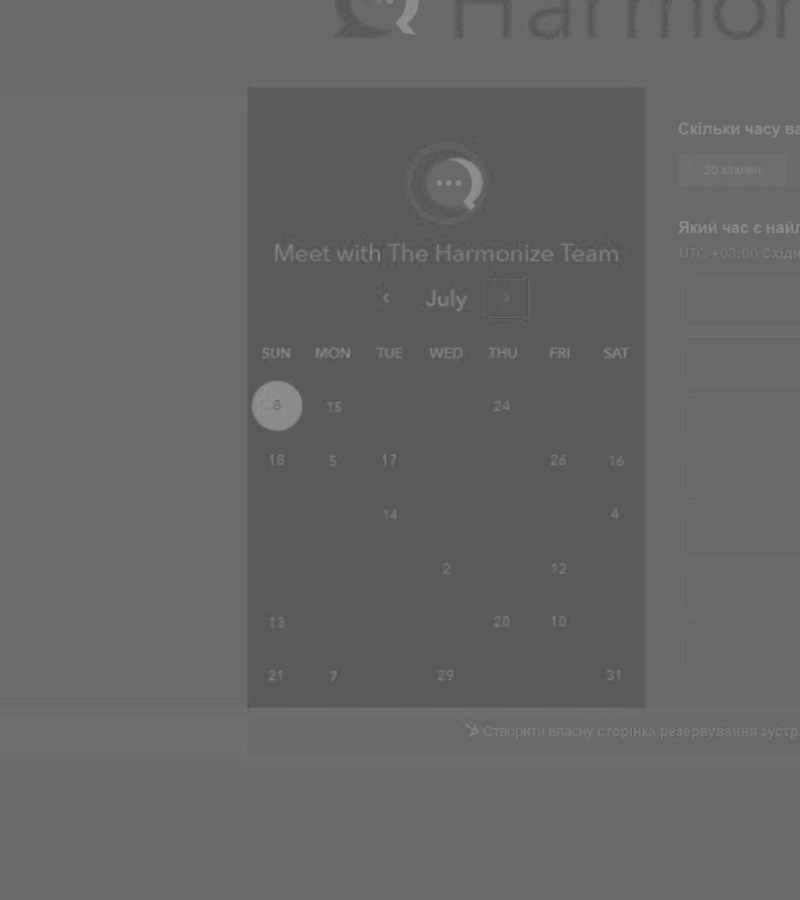 Harmon
Скільки часу ва
30 хвилин
Meet with The Harmonize Team
Який час є найл
UTC +03:00 Східн
‹ July ›
SUN MON TUE WED THU FRI SAT
8 15 24
18 5 17 26 16
14 4
2 12
13 20 10
21 7 29 31
Створити власну сторінка резервування зустрі